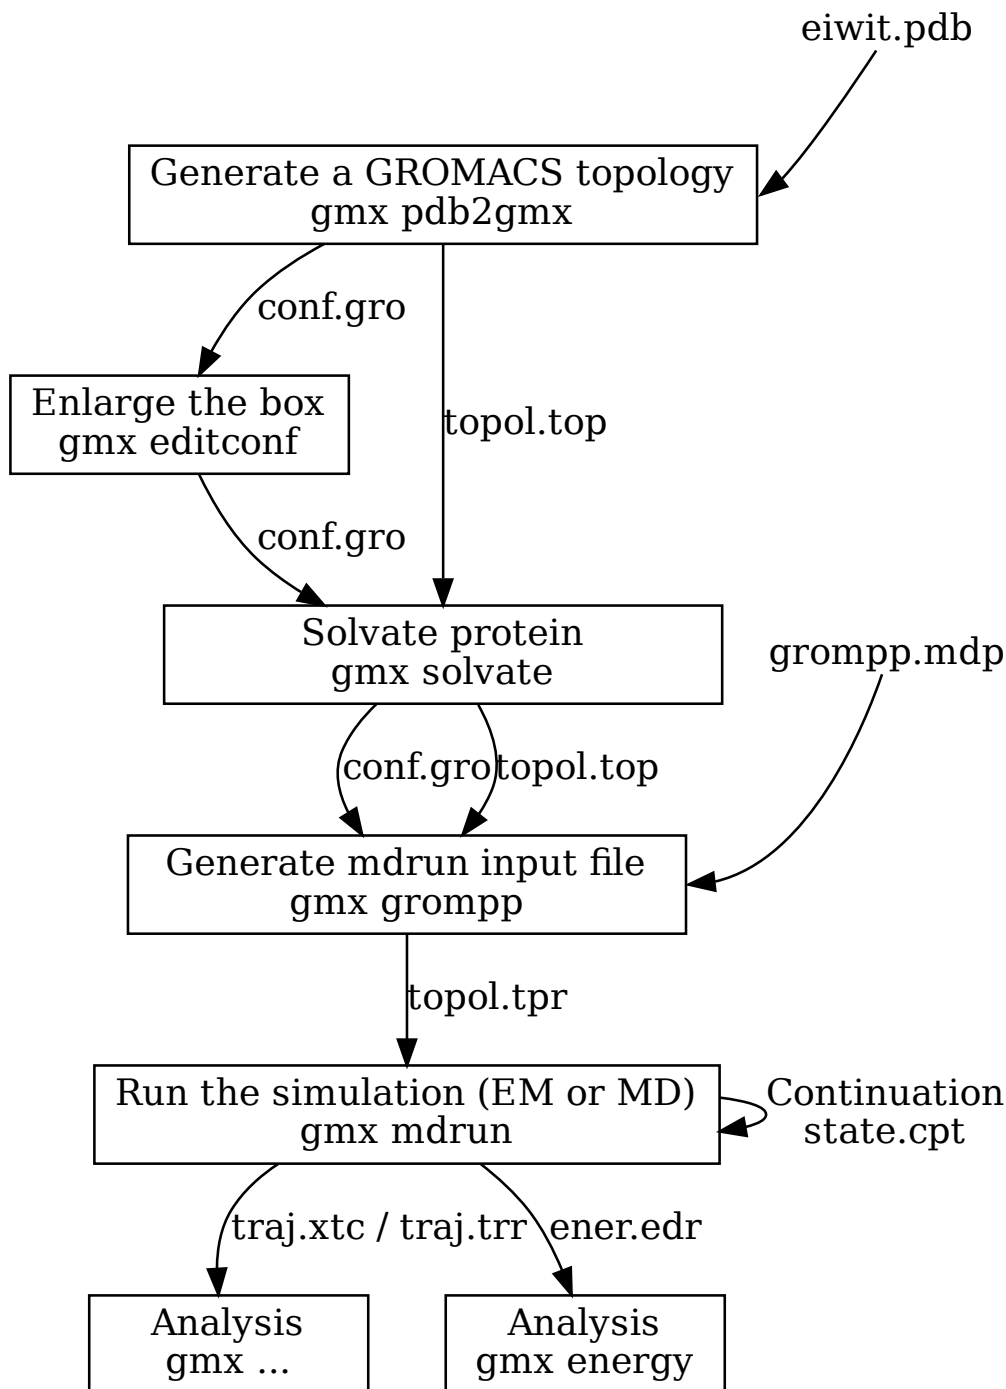 eiwit.pdb
Generate a GROMACS topology
gmx pdb2gmx
conf.gro
Enlarge the box
gmx editconf
topol.top
conf.gro
Solvate protein
gmx solvate
grompp.mdp
conf.gro
topol.top
Generate mdrun input file
gmx grompp
topol.tpr
Run the simulation (EM or MD)
gmx mdrun
Continuation
state.cpt
traj.xtc / traj.trr
ener.edr
Analysis
gmx ...
Analysis
gmx energy